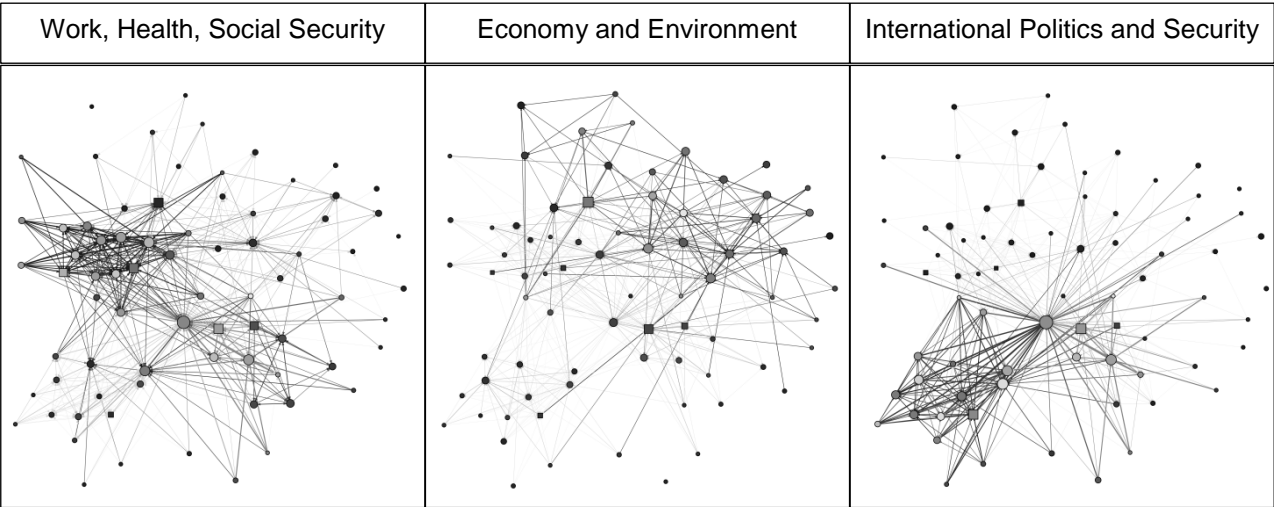 Work, Health, Social Security
Economy and Environment
International Politics and Security